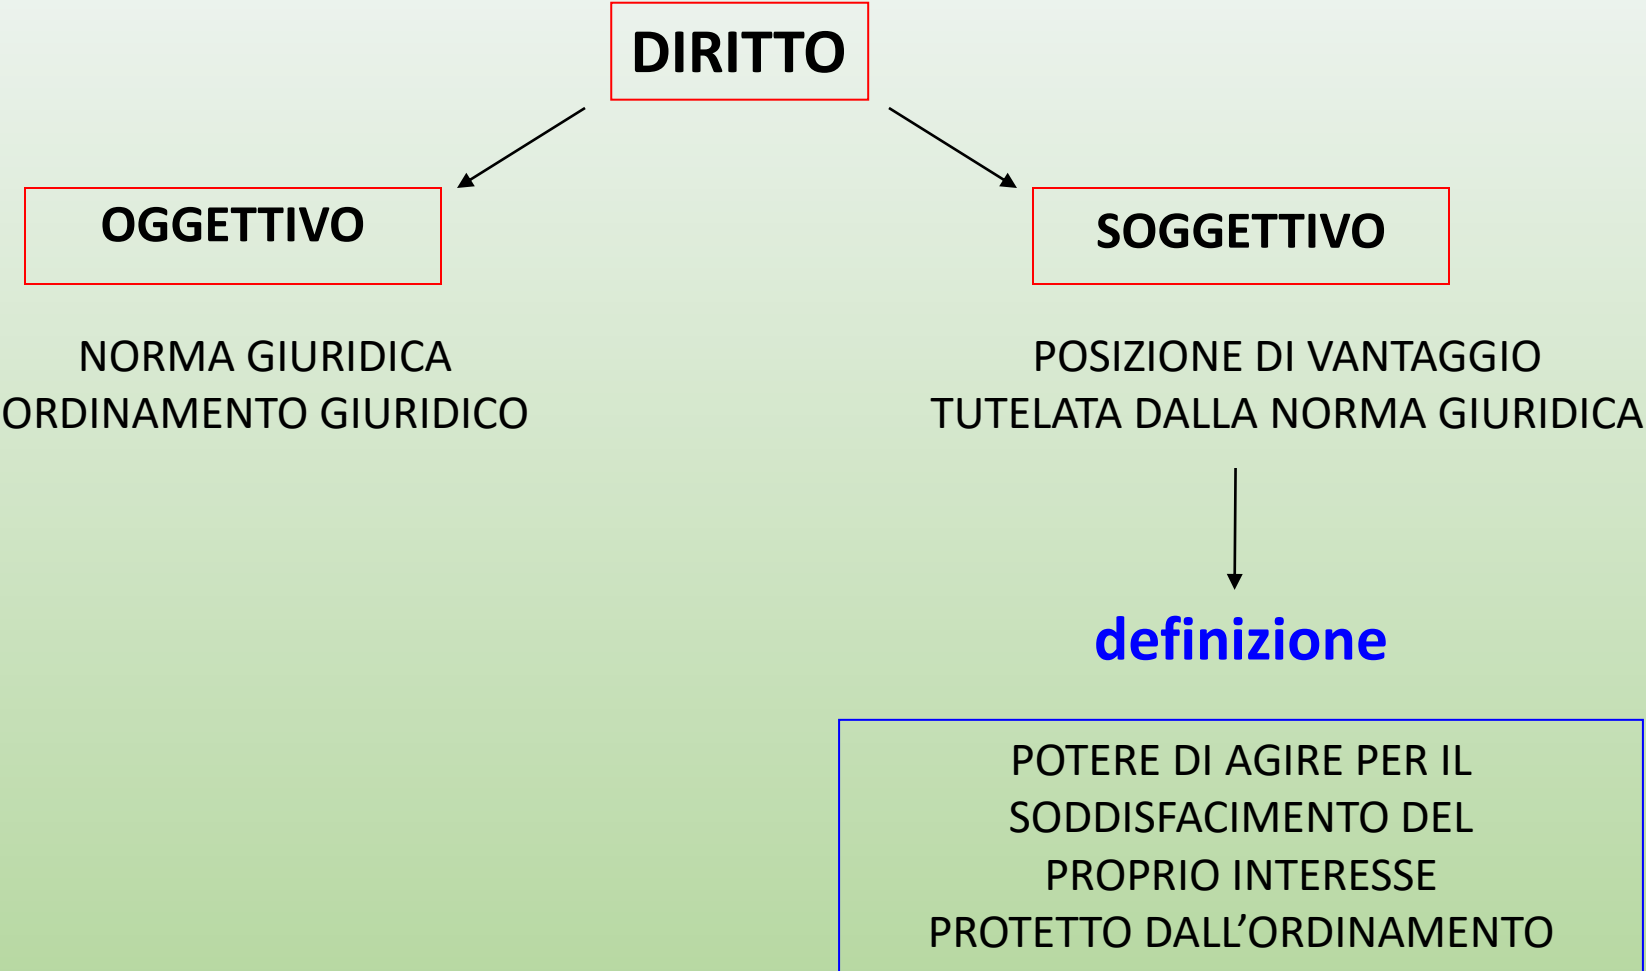 DIRITTO
OGGETTIVO
NORMA GIURIDICA
ORDINAMENTO GIURIDICO
SOGGETTIVO
POSIZIONE DI VANTAGGIO
TUTELATA DALLA NORMA GIURIDICA
definizione
POTERE DI AGIRE PER IL
SODDISFACIMENTO DEL
PROPRIO INTERESSE
PROTETTO DALL’ORDINAMENTO